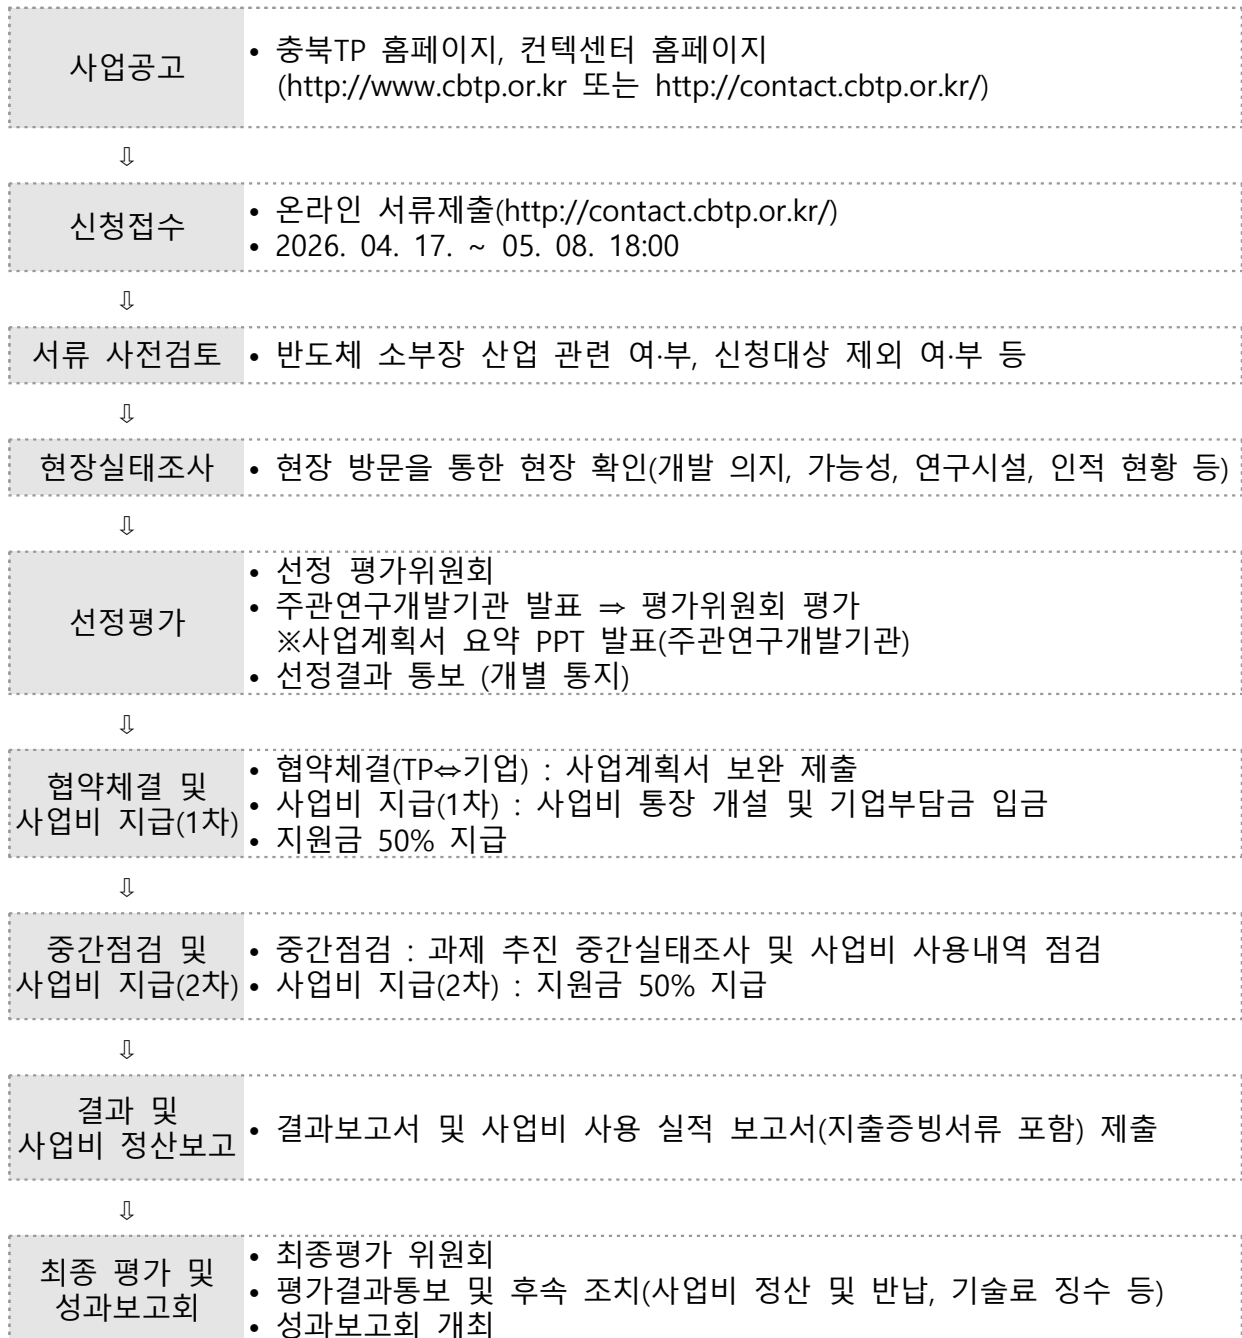 사업공고
• 충북TP 홈페이지, 컨텍센터 홈페이지
(http://www.cbtp.or.kr 또는 http://contact.cbtp.or.kr/)
⇩
신청접수
• 온라인 서류제출(http://contact.cbtp.or.kr/)
• 2026. 04. 17. ~ 05. 08. 18:00
⇩
서류 사전검토
• 반도체 소부장 산업 관련 여·부, 신청대상 제외 여·부 등
⇩
현장실태조사
• 현장 방문을 통한 현장 확인(개발 의지, 가능성, 연구시설, 인적 현황 등)
⇩
선정평가
• 선정 평가위원회
• 주관연구개발기관 발표 ⇒ 평가위원회 평가
※사업계획서 요약 PPT 발표(주관연구개발기관)
• 선정결과 통보 (개별 통지)
⇩
협약체결 및
사업비 지급(1차)
• 협약체결(TP⇔기업) : 사업계획서 보완 제출
• 사업비 지급(1차) : 사업비 통장 개설 및 기업부담금 입금
• 지원금 50% 지급
⇩
중간점검 및
사업비 지급(2차)
• 중간점검 : 과제 추진 중간실태조사 및 사업비 사용내역 점검
• 사업비 지급(2차) : 지원금 50% 지급
⇩
결과 및
사업비 정산보고
• 결과보고서 및 사업비 사용 실적 보고서(지출증빙서류 포함) 제출
⇩
최종 평가 및
성과보고회
• 최종평가 위원회
• 평가결과통보 및 후속 조치(사업비 정산 및 반납, 기술료 징수 등)
• 성과보고회 개최